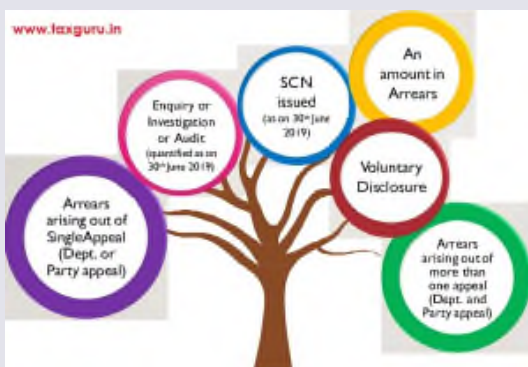 www.taxguru.in
An
amount in
Arrears
SCN
issued
(as on 30th June
2019)
Enquiry or
Investigation
or Audit
(quantified as on
30th June 2019)
Voluntary
Disclosure
Arrears
arising out of
SingleAppeal
(Dept. or
Party appeal)
Arrears
arising out of
more than
one appeal
(Dept. and
Party appeal)